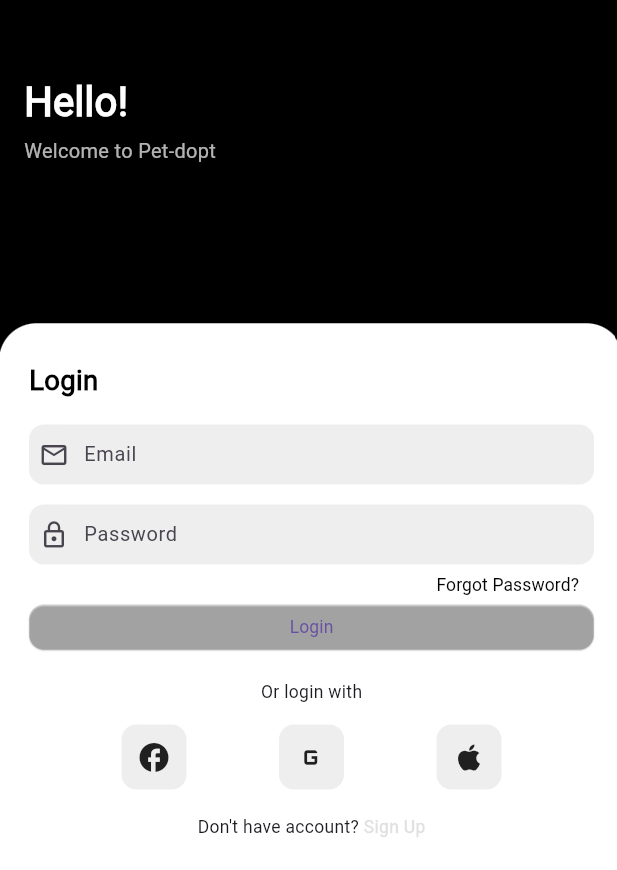 Hello!
Welcome to Pet-dopt
Login
Email
Password
Forgot Password?
Login
Or login with
G
Don't have account? Sign Up